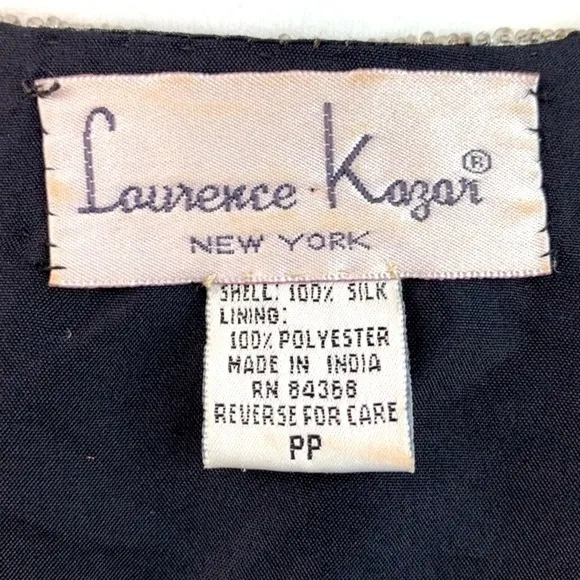 Laurence Kazar®
NEW YORK
SHELL: 100% SILK
LINING:
100% POLYESTER
MADE IN INDIA
RN 84368
REVERSE FOR CARE
PP